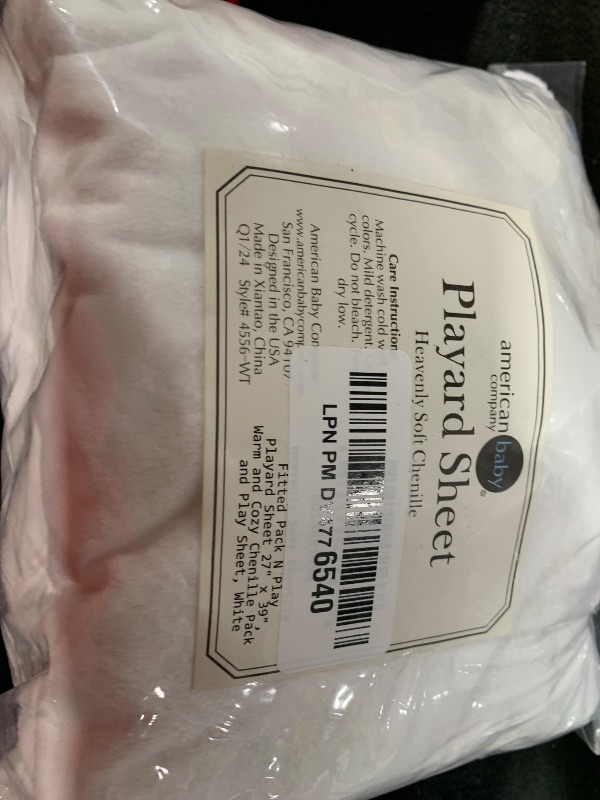 american baby®
company
Playard Sheet
Heavenly Soft Chenille
Care Instruction
Machine wash cold w
colors. Mild detergent.
cycle. Do not bleach.
dry low.
American Baby Com
www.americanbabycomp
San Francisco, CA 94107
Designed in the USA
Made in Xiantao, China
Q1/24 Style# 4556-WT
LPN PM D 776540
Fitted Pack N Play
Playard Sheet 27" x 39",
Warm and Cozy Chenille Pack
and Play Sheet, White